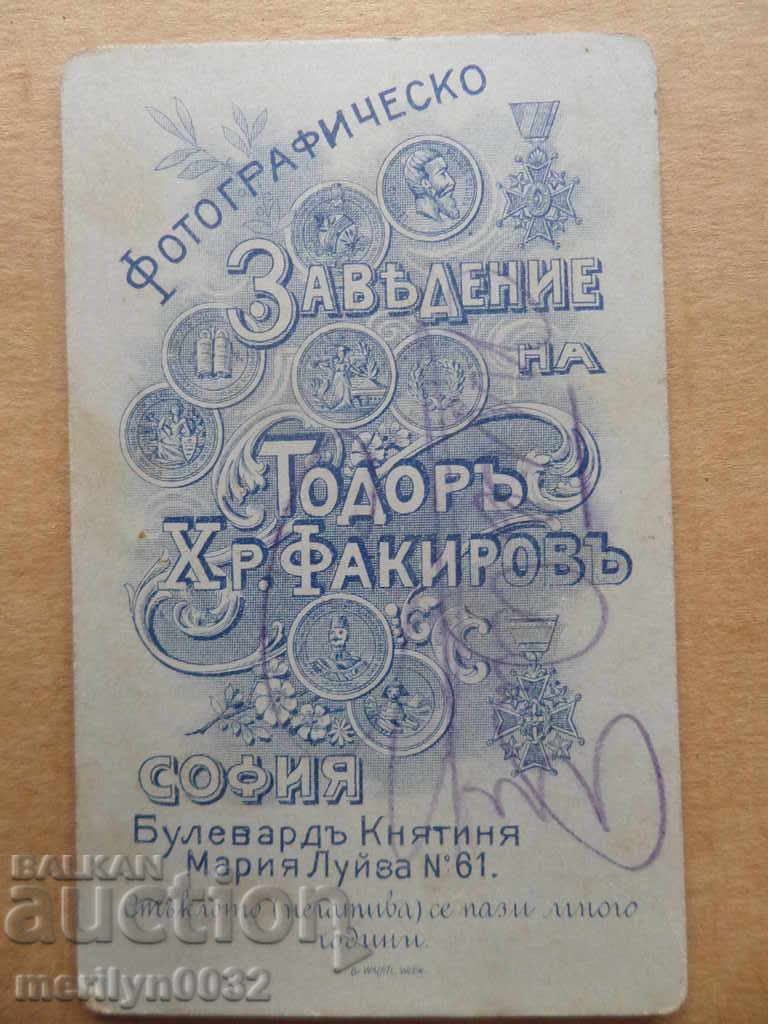 ФОТОГРАФИЧЕСКО
ЗАВѢДЕНИЕ
НА
ТОДОРЪ
ХР. ФАКИРОВЪ
СОФИЯ
Булевардъ Княтиня
Мария Луйза №61.
Стъклото (негатива) се пази много
години.
BALKAN
auction
merilyn0032